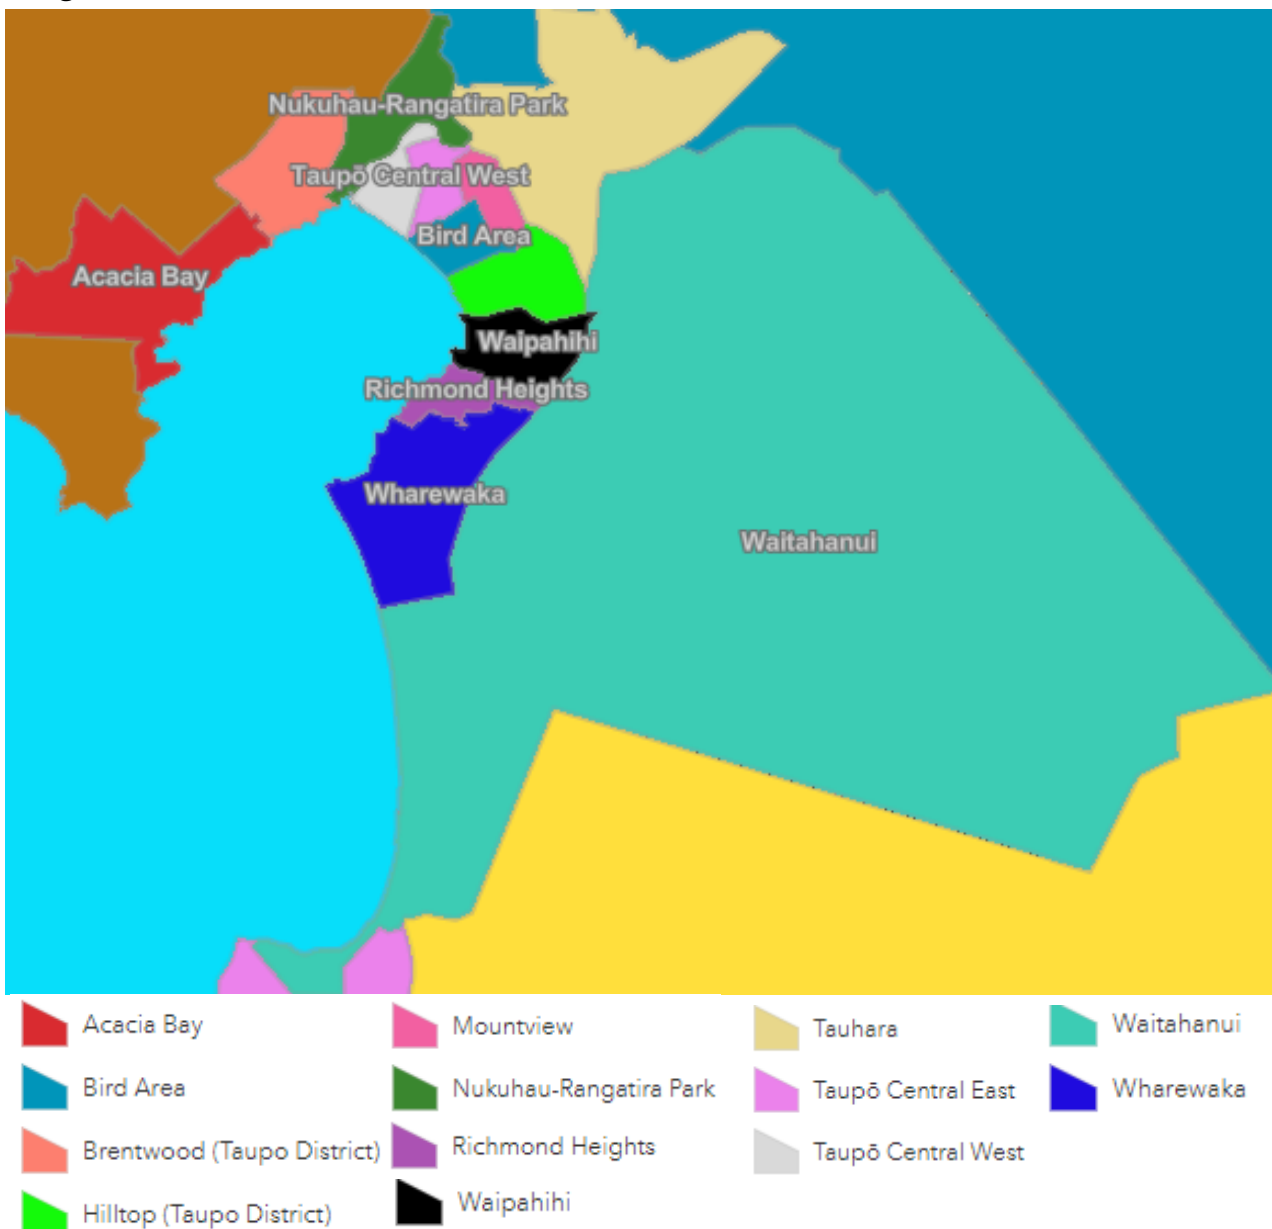 Nukuhau-Rangatira Park
Taupō Central West
Bird Area
Acacia Bay
Waipahihi
Richmond Heights
Wharewaka
Waitahanui
Acacia Bay
Mountview
Tauhara
Waitahanui
Bird Area
Nukuhau-Rangatira Park
Taupō Central East
Wharewaka
Brentwood (Taupo District)
Richmond Heights
Taupō Central West
Hilltop (Taupo District)
Waipahihi